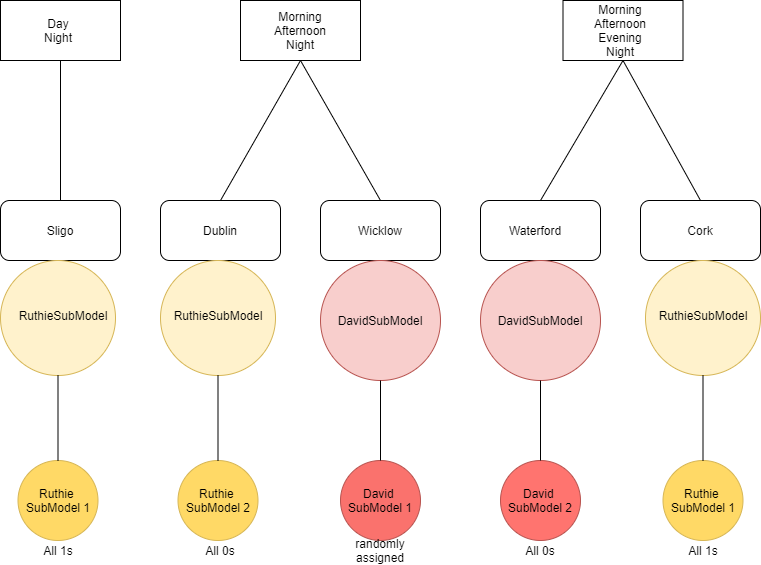 Day
Night
Morning
Afternoon
Night
Morning
Afternoon
Evening
Night
Sligo
Dublin
Wicklow
Waterford
Cork
RuthieSubModel
RuthieSubModel
DavidSubModel
DavidSubModel
RuthieSubModel
Ruthie
SubModel 1
Ruthie
SubModel 2
David
SubModel 1
David
SubModel 2
Ruthie
SubModel 1
All 1s
All 0s
randomly
assigned
All 0s
All 1s